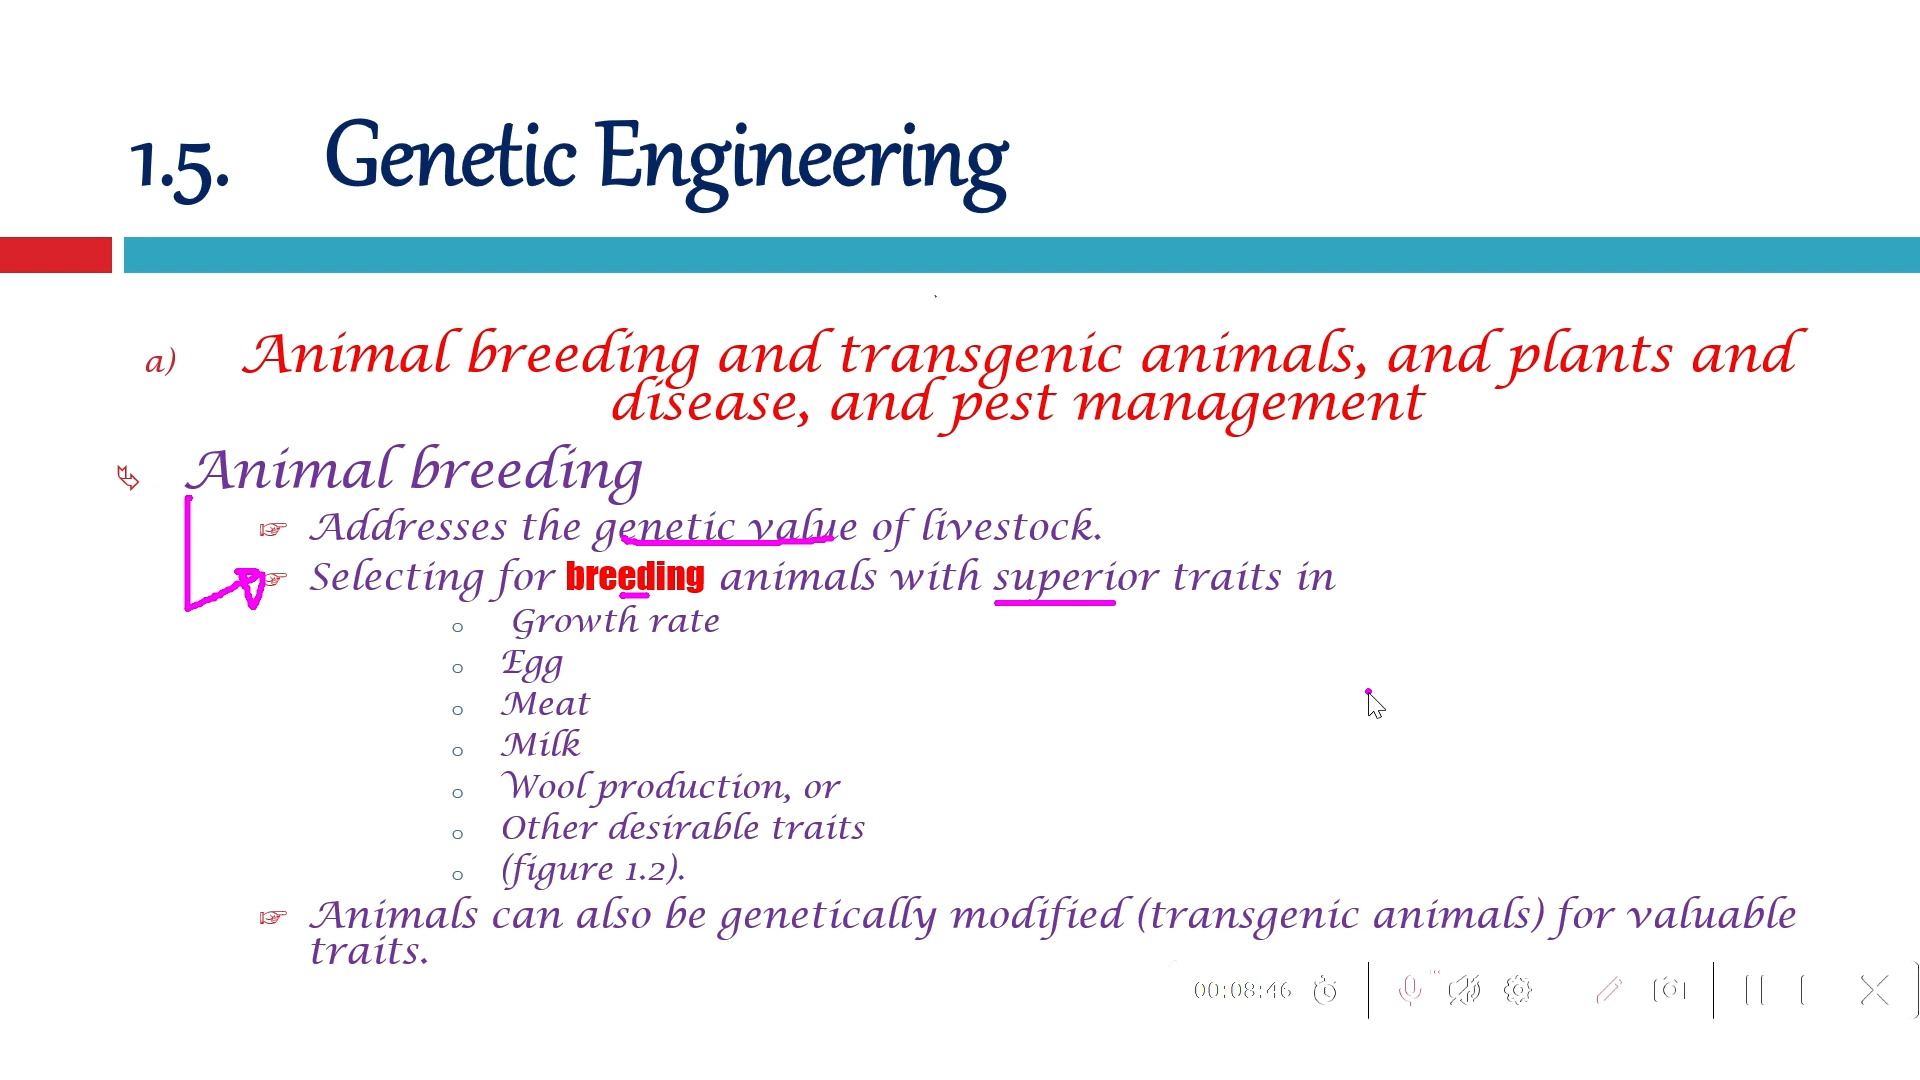 1.5. Genetic Engineering
a) Animal breeding and transgenic animals, and plants and
disease, and pest management
Animal breeding
Addresses the genetic value of livestock.
Selecting for breeding animals with superior traits in
o Growth rate
o Egg
o Meat
o Milk
o Wool production, or
o Other desirable traits
o (figure 1.2).
Animals can also be genetically modified (transgenic animals) for valuable
traits.
00:08:46